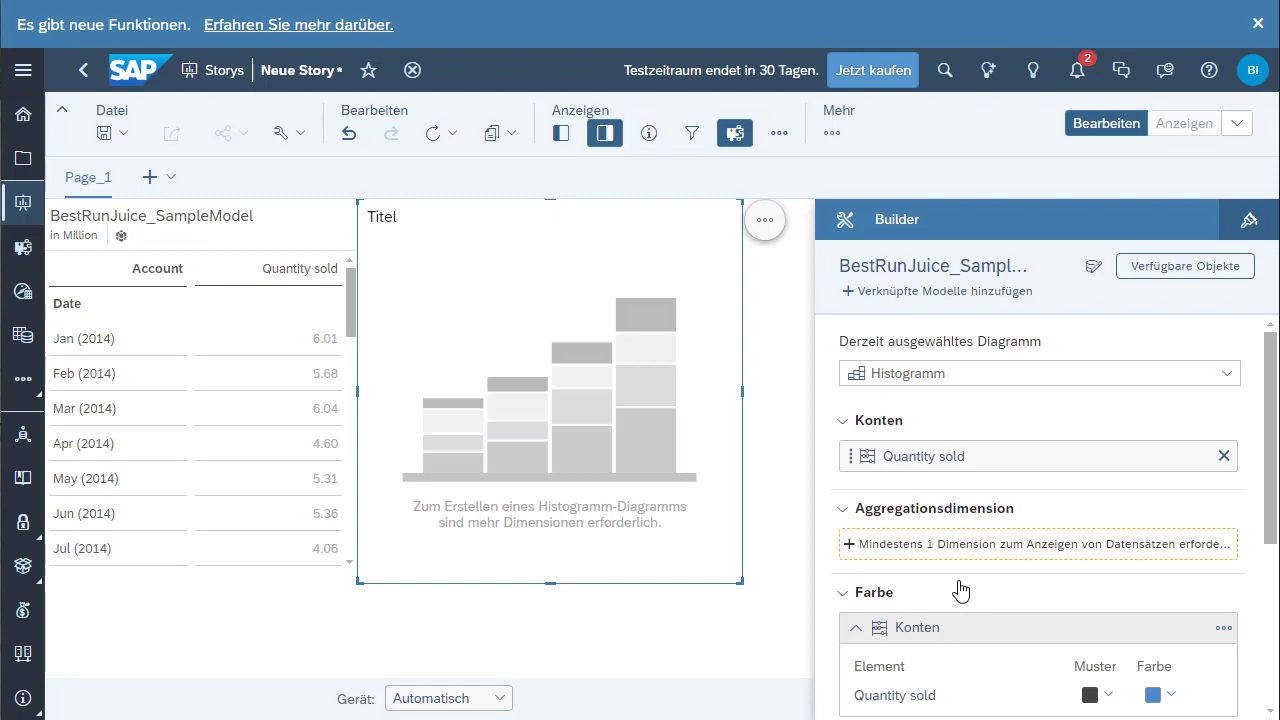 Es gibt neue Funktionen. Erfahren Sie mehr darüber.
SAP Storys Neue Story* Testzeitraum endet in 30 Tagen. Jetzt kaufen 2 BI
Datei Bearbeiten Anzeigen Mehr
Bearbeiten Anzeigen
Page_1
BestRunJuice_SampleModel
in Million
Account Quantity sold
Date
Jan (2014) 6.01
Feb (2014) 5.68
Mar (2014) 6.04
Apr (2014) 4.60
May (2014) 5.31
Jun (2014) 5.36
Jul (2014) 4.06
Titel
Zum Erstellen eines Histogramm-Diagramms
sind mehr Dimensionen erforderlich.
Gerät: Automatisch
Builder
BestRunJuice_Sampl... Verfügbare Objekte
+ Verknüpfte Modelle hinzufügen
Derzeit ausgewähltes Diagramm
Histogramm
Konten
Quantity sold
Aggregationsdimension
+ Mindestens 1 Dimension zum Anzeigen von Datensätzen erforde...
Farbe
Konten
Element Muster Farbe
Quantity sold